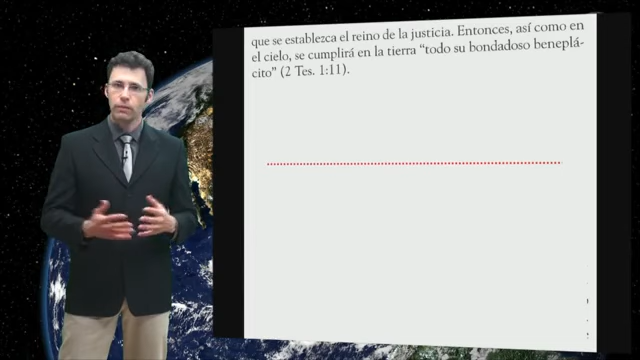 que se establezca el reino de la justicia. Entonces, así como en
el cielo, se cumplirá en la tierra “todo su bondadoso beneplá-
cito” (2 Tes. 1:11).